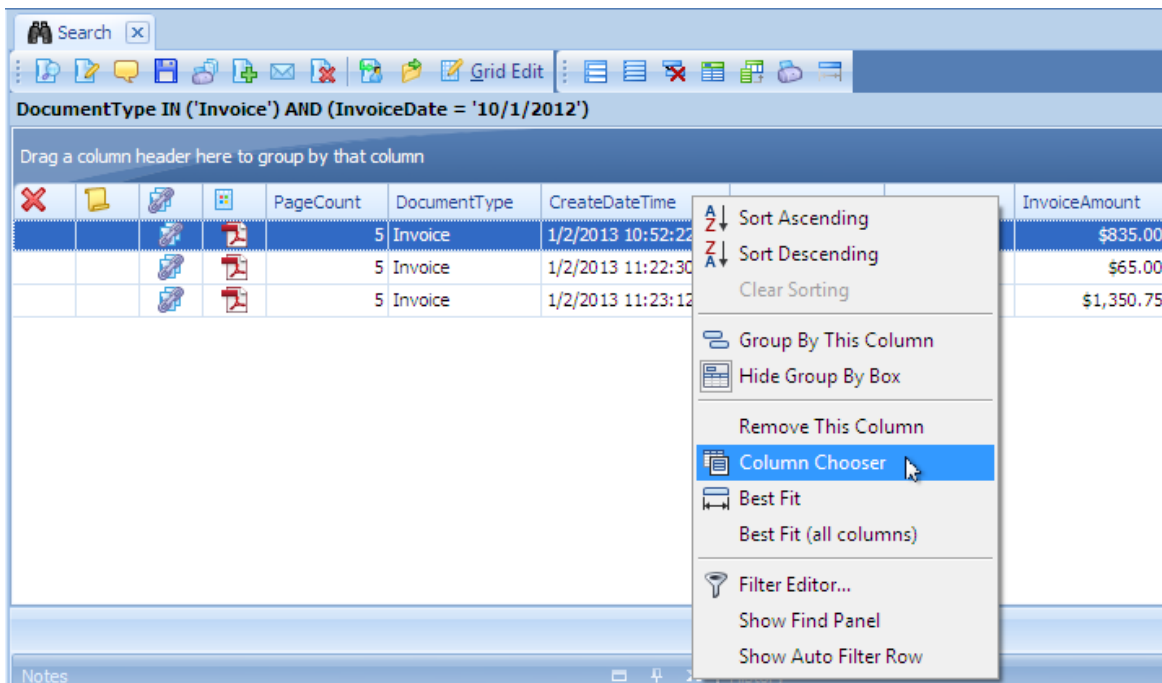 Search
Grid Edit
DocumentType IN ('Invoice') AND (InvoiceDate = '10/1/2012')
Drag a column header here to group by that column
PageCount DocumentType CreateDateTime InvoiceAmount
5 Invoice 1/2/2013 10:52:22 $835.00
5 Invoice 1/2/2013 11:22:30 $65.00
5 Invoice 1/2/2013 11:23:12 $1,350.75
Sort Ascending
Sort Descending
Clear Sorting
Group By This Column
Hide Group By Box
Remove This Column
Column Chooser
Best Fit
Best Fit (all columns)
Filter Editor...
Show Find Panel
Show Auto Filter Row
Notes